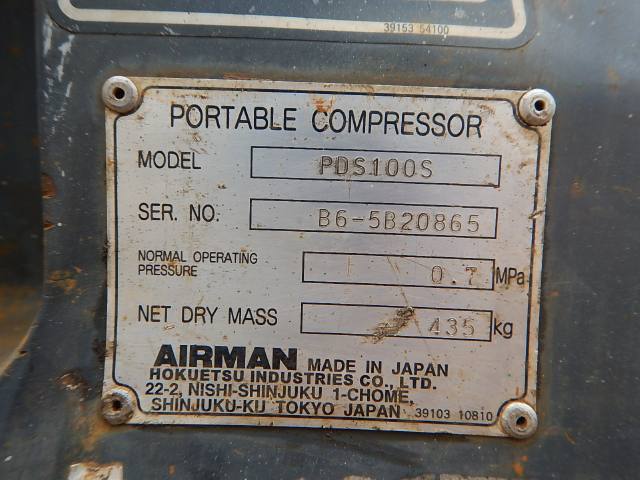 39153 54100
PORTABLE COMPRESSOR
MODEL PDS100S
SER. NO. B6-5B20865
NORMAL OPERATING
PRESSURE 0.7 MPa
NET DRY MASS 435 kg
AIRMAN MADE IN JAPAN
HOKUETSU INDUSTRIES CO., LTD.
22-2, NISHI-SHINJUKU 1-CHOME,
SHINJUKU-KU TOKYO JAPAN 39103 10810